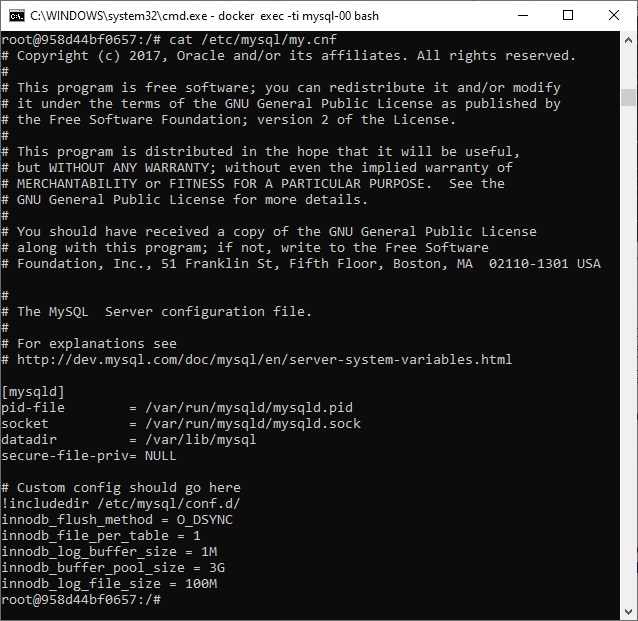 C:\WINDOWS\system32\cmd.exe - docker  exec -ti mysql-00 bash
root@958d44bf0657:/# cat /etc/mysql/my.cnf
# Copyright (c) 2017, Oracle and/or its affiliates. All rights reserved.
#
# This program is free software; you can redistribute it and/or modify
# it under the terms of the GNU General Public License as published by
# the Free Software Foundation; version 2 of the License.
#
# This program is distributed in the hope that it will be useful,
# but WITHOUT ANY WARRANTY; without even the implied warranty of
# MERCHANTABILITY or FITNESS FOR A PARTICULAR PURPOSE.  See the
# GNU General Public License for more details.
#
# You should have received a copy of the GNU General Public License
# along with this program; if not, write to the Free Software
# Foundation, Inc., 51 Franklin St, Fifth Floor, Boston, MA  02110-1301 USA

#
# The MySQL  Server configuration file.
#
# For explanations see
# http://dev.mysql.com/doc/mysql/en/server-system-variables.html

[mysqld]
pid-file        = /var/run/mysqld/mysqld.pid
socket          = /var/run/mysqld/mysqld.sock
datadir         = /var/lib/mysql
secure-file-priv= NULL

# Custom config should go here
!includedir /etc/mysql/conf.d/
innodb_flush_method = O_DSYNC
innodb_file_per_table = 1
innodb_log_buffer_size = 1M
innodb_buffer_pool_size = 3G
innodb_log_file_size = 100M
root@958d44bf0657:/#